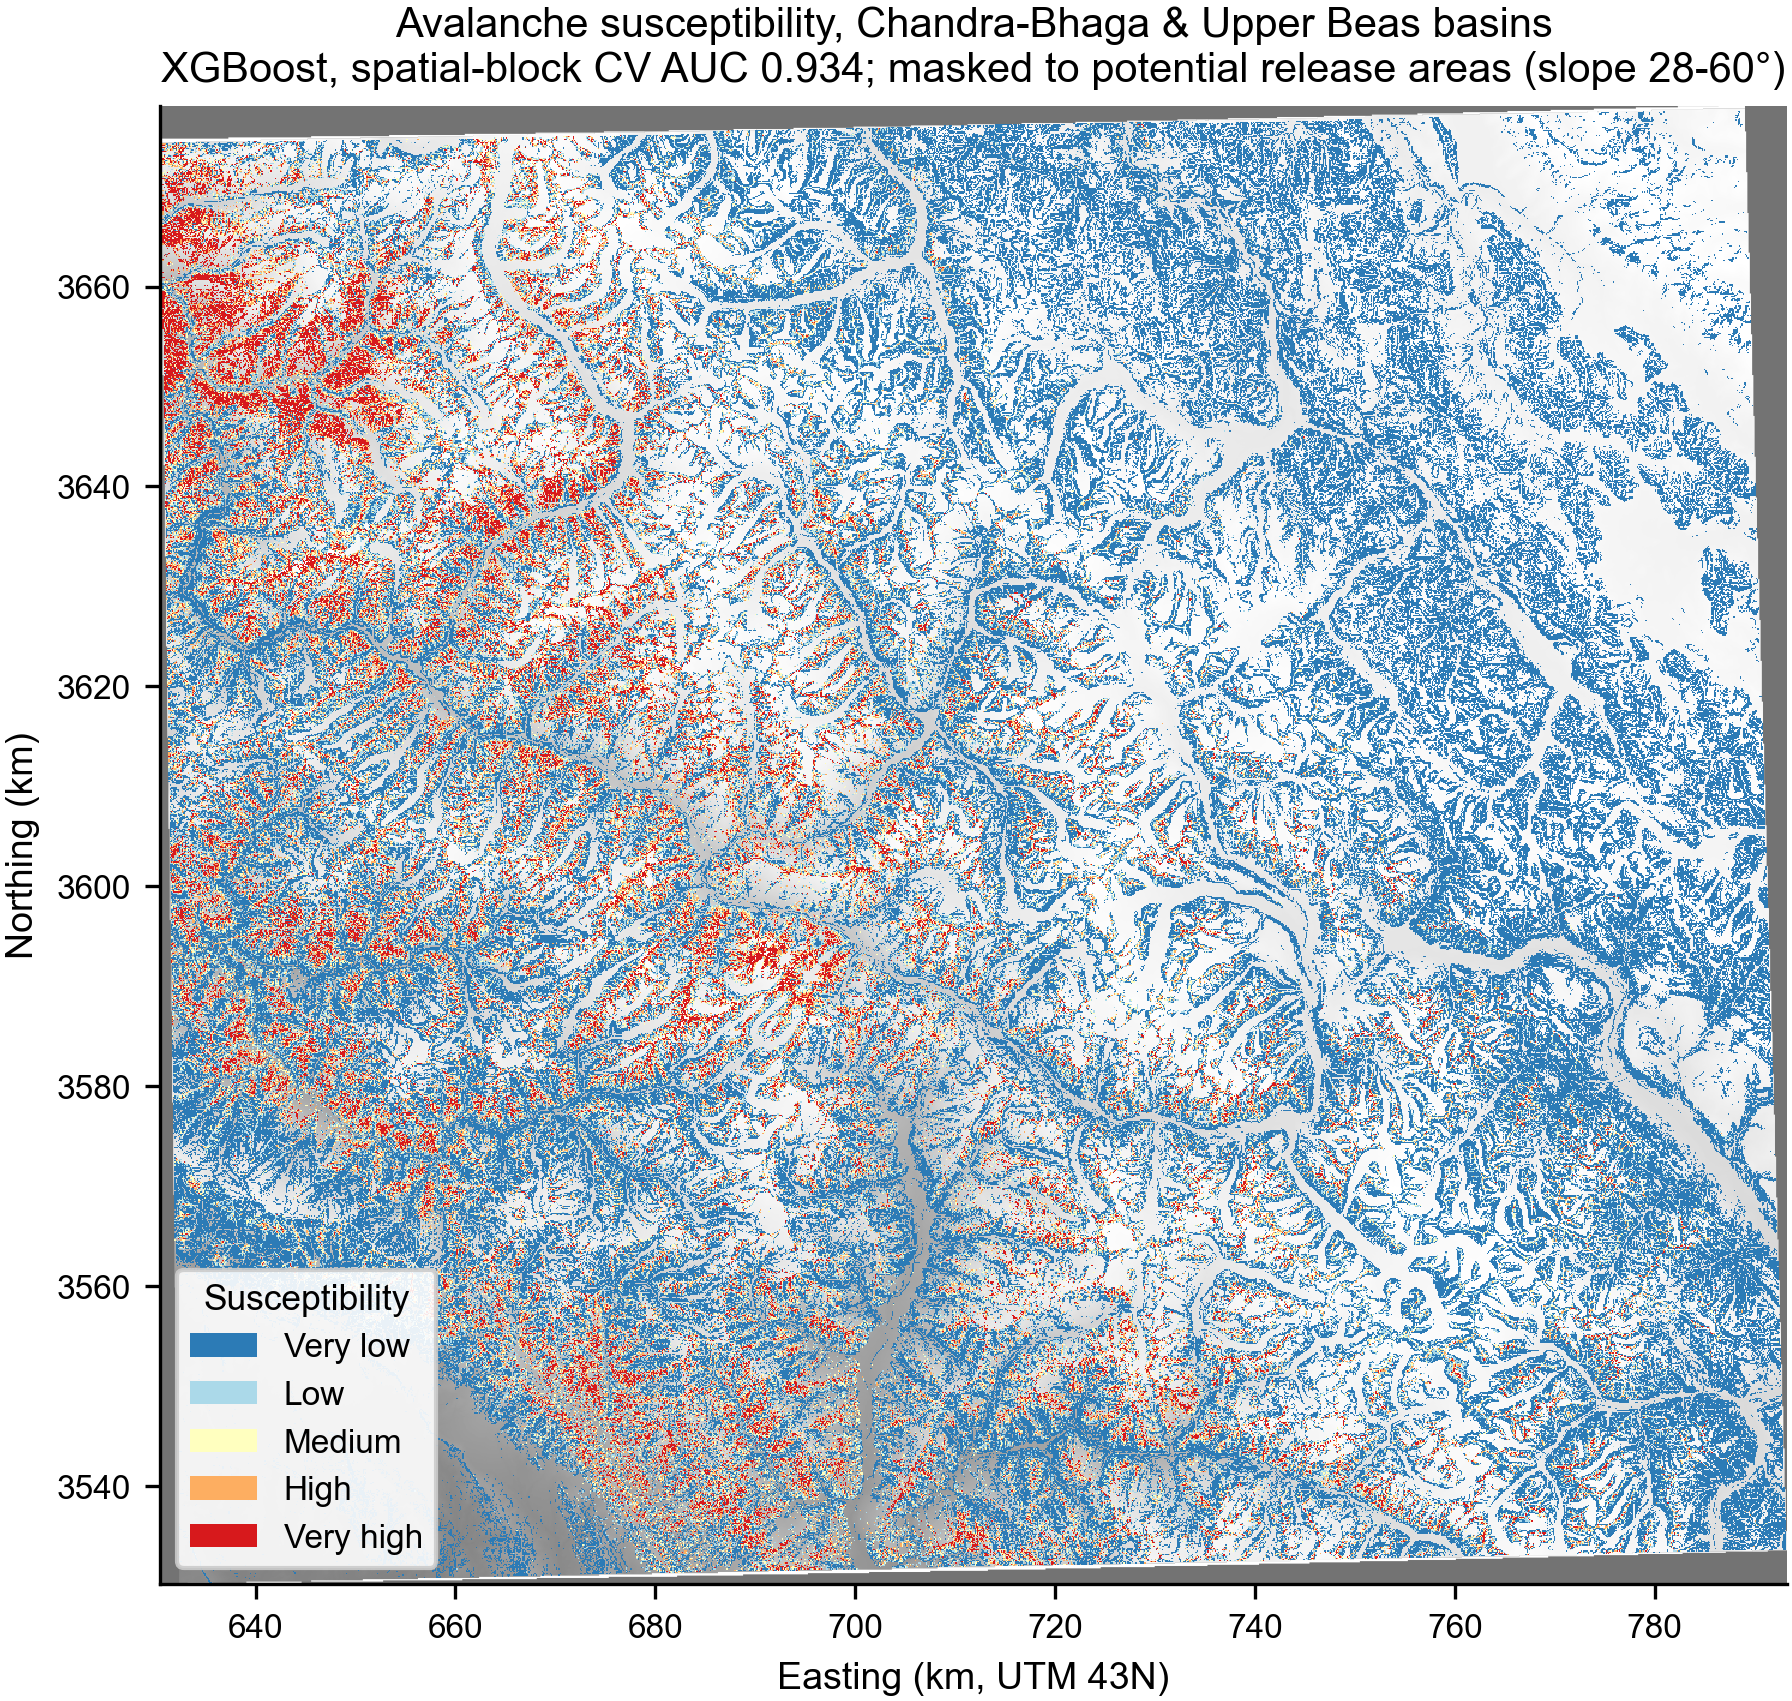 Avalanche susceptibility, Chandra-Bhaga & Upper Beas basins
XGBoost, spatial-block CV AUC 0.934; masked to potential release areas (slope 28-60°)
Northing (km)
3660
3640
3620
3600
3580
3560
3540
Susceptibility
Very low
Low
Medium
High
Very high
640
660
680
700
720
740
760
780
Easting (km, UTM 43N)